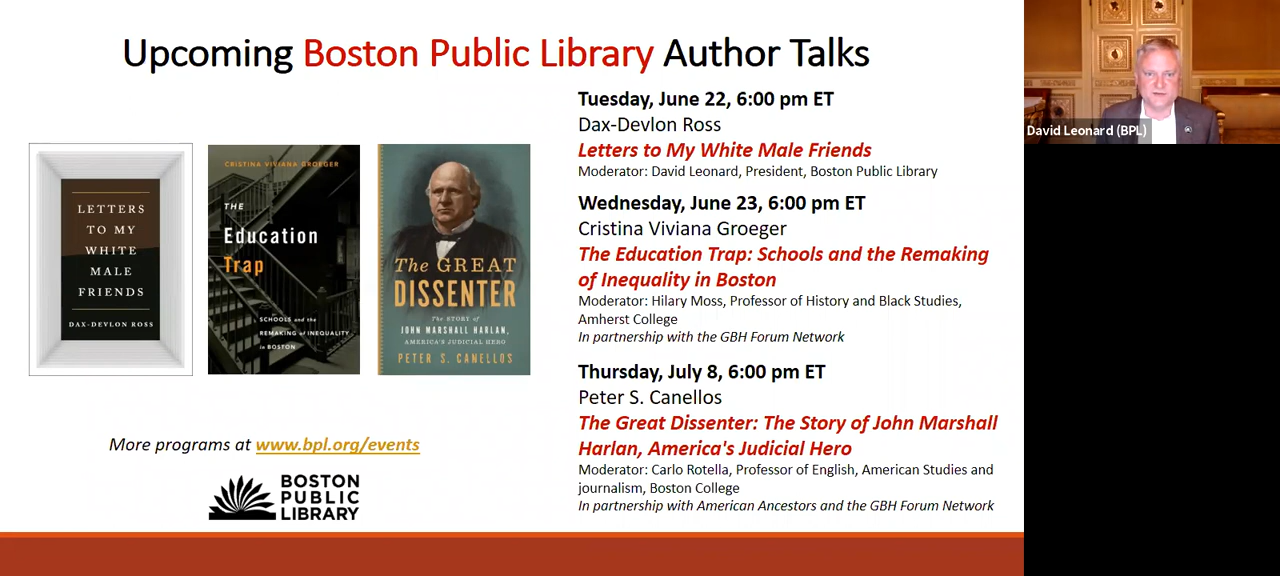 Upcoming Boston Public Library Author Talks
LETTERS
TO MY
WHITE
MALE
FRIENDS
DAX-DEVLON ROSS
CRISTINA VIVIANA GROEGER
THE
Education
Trap
SCHOOLS and the
REMAKING of INEQUALITY
in BOSTON
The GREAT
DISSENTER
The STORY of
JOHN MARSHALL HARLAN,
AMERICA'S JUDICIAL HERO
PETER S. CANELLOS
More programs at www.bpl.org/events
BOSTON
PUBLIC
LIBRARY
Tuesday, June 22, 6:00 pm ET
Dax-Devlon Ross
Letters to My White Male Friends
Moderator: David Leonard, President, Boston Public Library
Wednesday, June 23, 6:00 pm ET
Cristina Viviana Groeger
The Education Trap: Schools and the Remaking
of Inequality in Boston
Moderator: Hilary Moss, Professor of History and Black Studies,
Amherst College
In partnership with the GBH Forum Network
Thursday, July 8, 6:00 pm ET
Peter S. Canellos
The Great Dissenter: The Story of John Marshall
Harlan, America's Judicial Hero
Moderator: Carlo Rotella, Professor of English, American Studies and
journalism, Boston College
In partnership with American Ancestors and the GBH Forum Network
David Leonard (BPL)